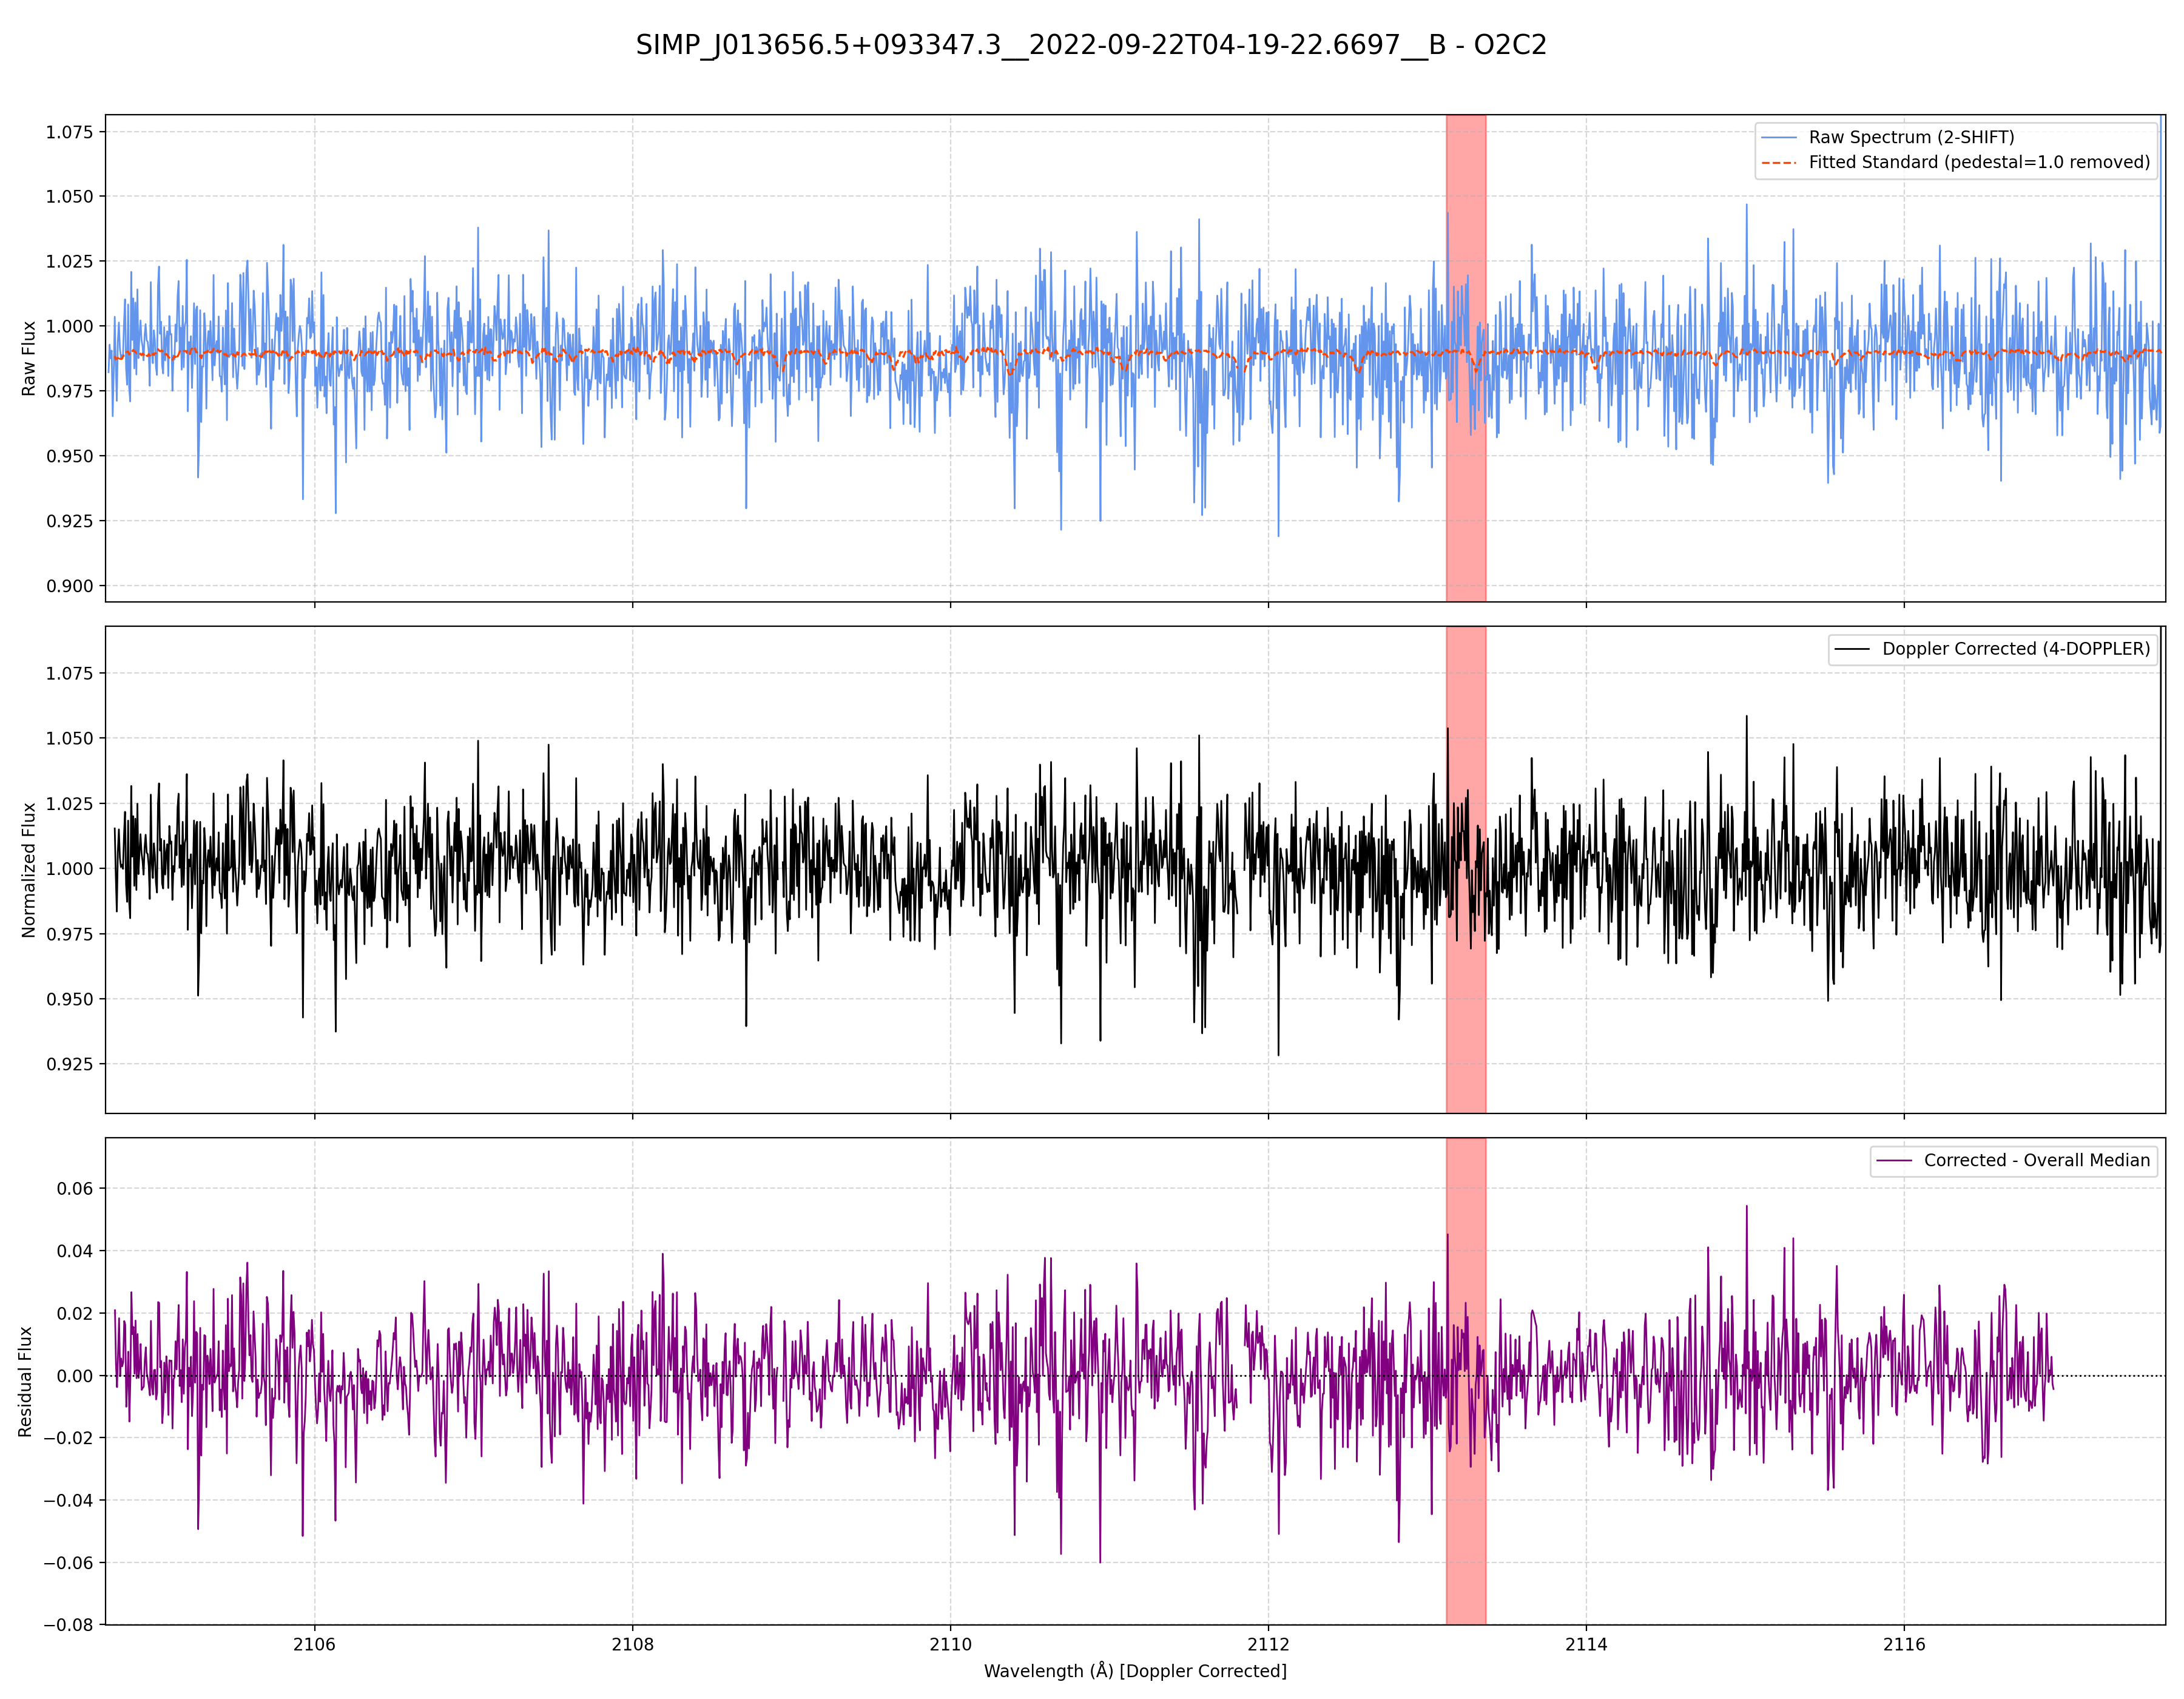 SIMP_J013656.5+093347.3__2022-09-22T04-19-22.6697__B - O2C2
Raw Flux
1.075
1.050
1.025
1.000
0.975
0.950
0.925
0.900
Raw Spectrum (2-SHIFT)
Fitted Standard (pedestal=1.0 removed)
Normalized Flux
1.075
1.050
1.025
1.000
0.975
0.950
0.925
Doppler Corrected (4-DOPPLER)
Residual Flux
0.06
0.04
0.02
0.00
−0.02
−0.04
−0.06
−0.08
Corrected - Overall Median
2106 2108 2110 2112 2114 2116
Wavelength (Å) [Doppler Corrected]